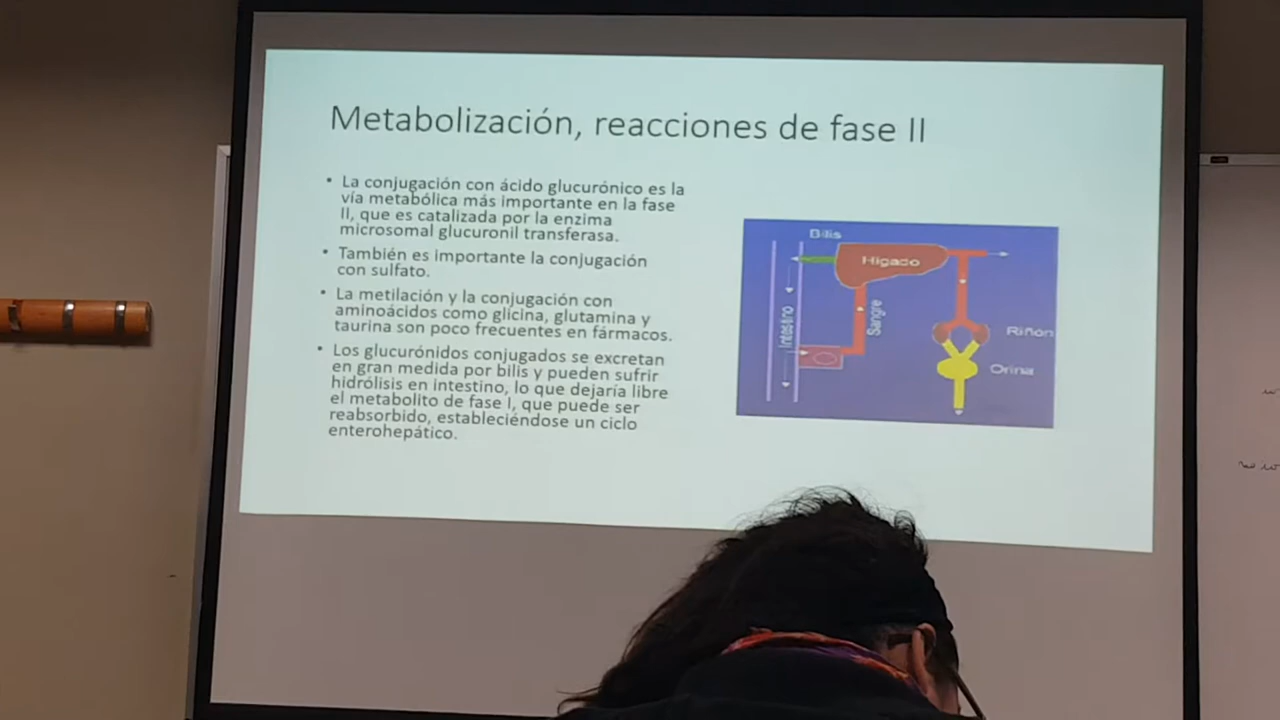 Metabolización, reacciones de fase II
• La conjugación con ácido glucurónico es la
vía metabólica más importante en la fase
II, que es catalizada por la enzima
microsomal glucuronil transferasa.
• También es importante la conjugación
con sulfato.
• La metilación y la conjugación con
aminoácidos como glicina, glutamina y
taurina son poco frecuentes en fármacos.
• Los glucurónidos conjugados se excretan
en gran medida por bilis y pueden sufrir
hidrólisis en intestino, lo que dejaría libre
el metabolito de fase I, que puede ser
reabsorbido, estableciéndose un ciclo
enterohepático.
Bilis
Higado
Intestino
Sangre
Riñon
Orina